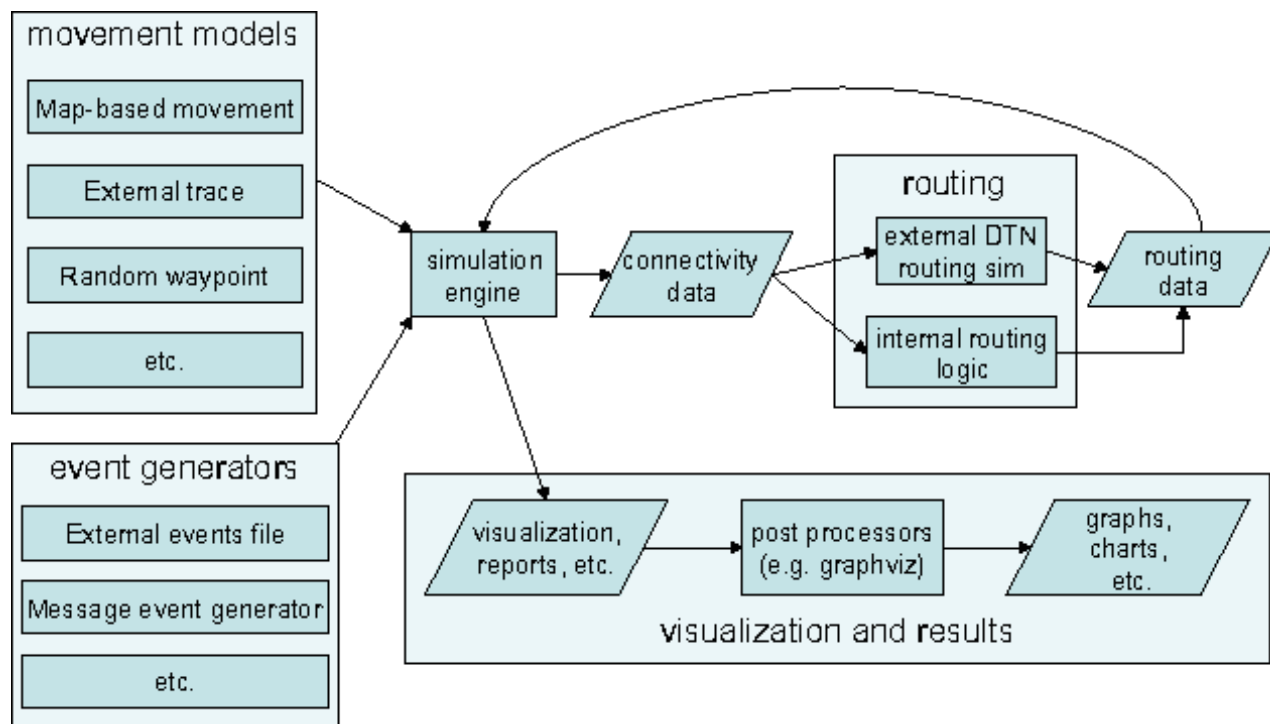 movement models
Map-based movement
External trace
Random waypoint
etc.
event generators
External events file
Message event generator
etc.
simulation
engine
connectivity
data
routing
external DTN
routing sim
internal routing
logic
routing
data
visualization,
reports, etc.
post processors
(e.g. graphviz)
graphs,
charts,
etc.
visualization and results